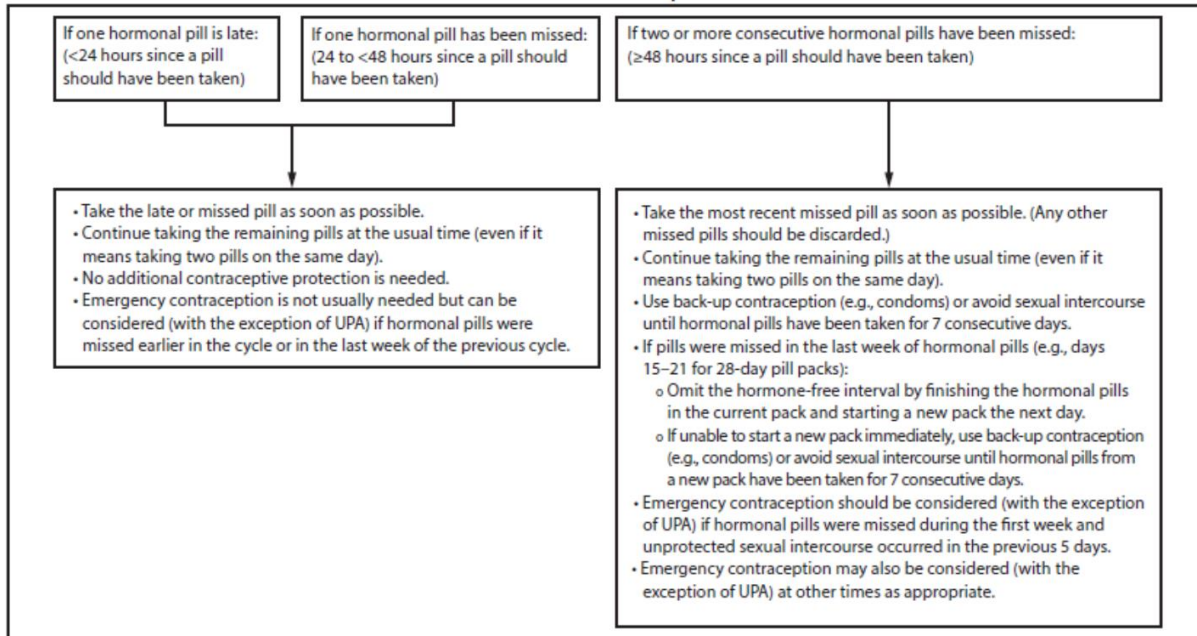 If one hormonal pill is late:
(<24 hours since a pill
should have been taken)
If one hormonal pill has been missed:
(24 to <48 hours since a pill should
have been taken)
If two or more consecutive hormonal pills have been missed:
(≥48 hours since a pill should have been taken)
• Take the late or missed pill as soon as possible.
• Continue taking the remaining pills at the usual time (even if it
means taking two pills on the same day).
• No additional contraceptive protection is needed.
• Emergency contraception is not usually needed but can be
considered (with the exception of UPA) if hormonal pills were
missed earlier in the cycle or in the last week of the previous cycle.
• Take the most recent missed pill as soon as possible. (Any other
missed pills should be discarded.)
• Continue taking the remaining pills at the usual time (even if it
means taking two pills on the same day).
• Use back-up contraception (e.g., condoms) or avoid sexual intercourse
until hormonal pills have been taken for 7 consecutive days.
• If pills were missed in the last week of hormonal pills (e.g., days
15–21 for 28-day pill packs):
o Omit the hormone-free interval by finishing the hormonal pills
in the current pack and starting a new pack the next day.
o If unable to start a new pack immediately, use back-up contraception
(e.g., condoms) or avoid sexual intercourse until hormonal pills from
a new pack have been taken for 7 consecutive days.
• Emergency contraception should be considered (with the exception
of UPA) if hormonal pills were missed during the first week and
unprotected sexual intercourse occurred in the previous 5 days.
• Emergency contraception may also be considered (with the
exception of UPA) at other times as appropriate.